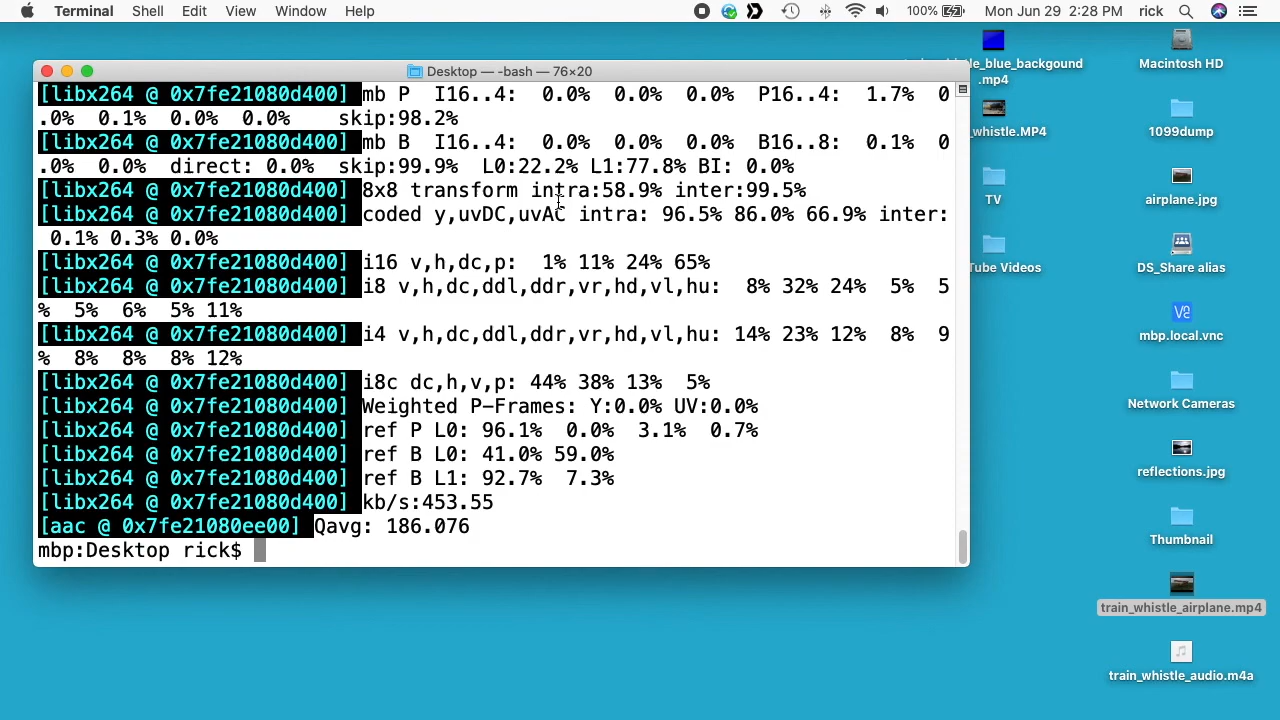 Terminal Shell Edit View Window Help 100% Mon Jun 29 2:28 PM rick
Desktop — -bash — 76×20
[libx264 @ 0x7fe21080d400] mb P I16..4: 0.0% 0.0% 0.0% P16..4: 1.7% 0
.0% 0.1% 0.0% 0.0% skip:98.2%
[libx264 @ 0x7fe21080d400] mb B I16..4: 0.0% 0.0% 0.0% B16..8: 0.1% 0
.0% 0.0% direct: 0.0% skip:99.9% L0:22.2% L1:77.8% BI: 0.0%
[libx264 @ 0x7fe21080d400] 8x8 transform intra:58.9% inter:99.5%
[libx264 @ 0x7fe21080d400] coded y,uvDC,uvAC intra: 96.5% 86.0% 66.9% inter:
0.1% 0.3% 0.0%
[libx264 @ 0x7fe21080d400] i16 v,h,dc,p: 1% 11% 24% 65%
[libx264 @ 0x7fe21080d400] i8 v,h,dc,ddl,ddr,vr,hd,vl,hu: 8% 32% 24% 5% 5
% 5% 6% 5% 11%
[libx264 @ 0x7fe21080d400] i4 v,h,dc,ddl,ddr,vr,hd,vl,hu: 14% 23% 12% 8% 9
% 8% 8% 8% 12%
[libx264 @ 0x7fe21080d400] i8c dc,h,v,p: 44% 38% 13% 5%
[libx264 @ 0x7fe21080d400] Weighted P-Frames: Y:0.0% UV:0.0%
[libx264 @ 0x7fe21080d400] ref P L0: 96.1% 0.0% 3.1% 0.7%
[libx264 @ 0x7fe21080d400] ref B L0: 41.0% 59.0%
[libx264 @ 0x7fe21080d400] ref B L1: 92.7% 7.3%
[libx264 @ 0x7fe21080d400] kb/s:453.55
[aac @ 0x7fe21080ee00] Qavg: 186.076
mbp:Desktop rick$
le_blue_backgound
.mp4
_whistle.MP4
TV
Tube Videos
Macintosh HD
1099dump
airplane.jpg
DS_Share alias
VE
mbp.local.vnc
Network Cameras
reflections.jpg
Thumbnail
train_whistle_airplane.mp4
train_whistle_audio.m4a